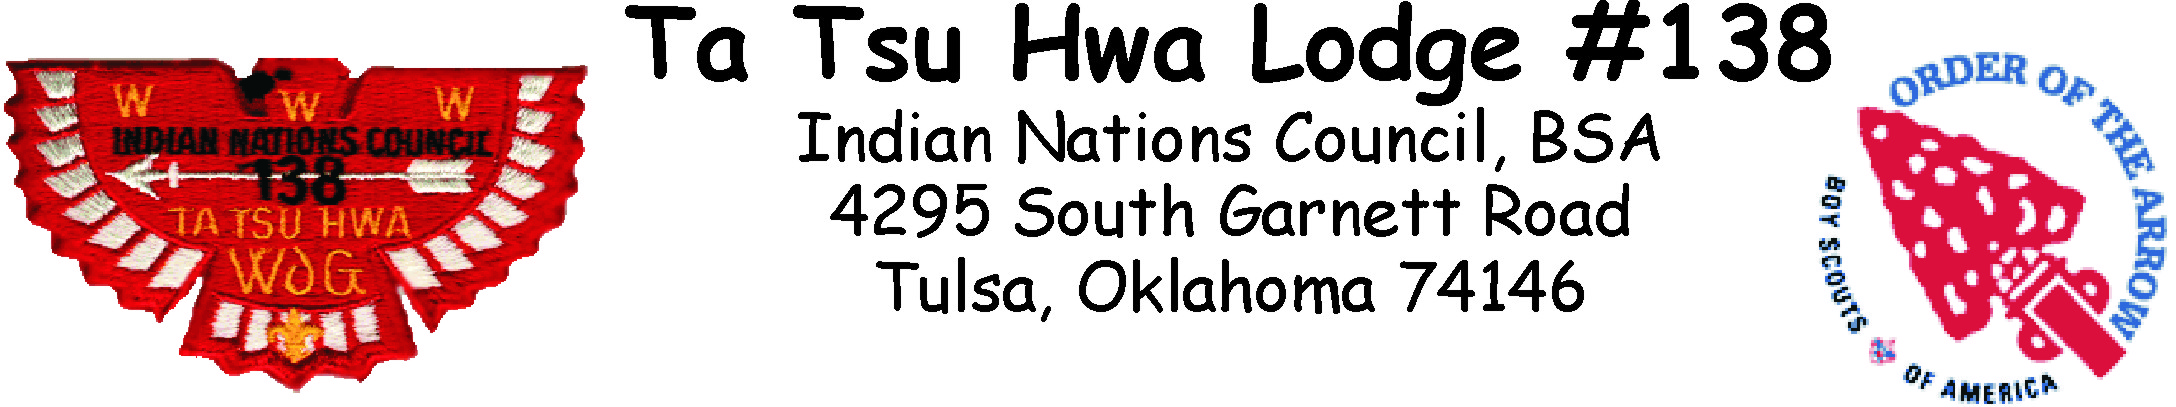 W W W
INDIAN NATIONS COUNCIL
138
TA TSU HWA
WdG
Ta Tsu Hwa Lodge #138
Indian Nations Council, BSA
4295 South Garnett Road
Tulsa, Oklahoma 74146
ORDER OF THE ARROW
BOY SCOUTS OF AMERICA